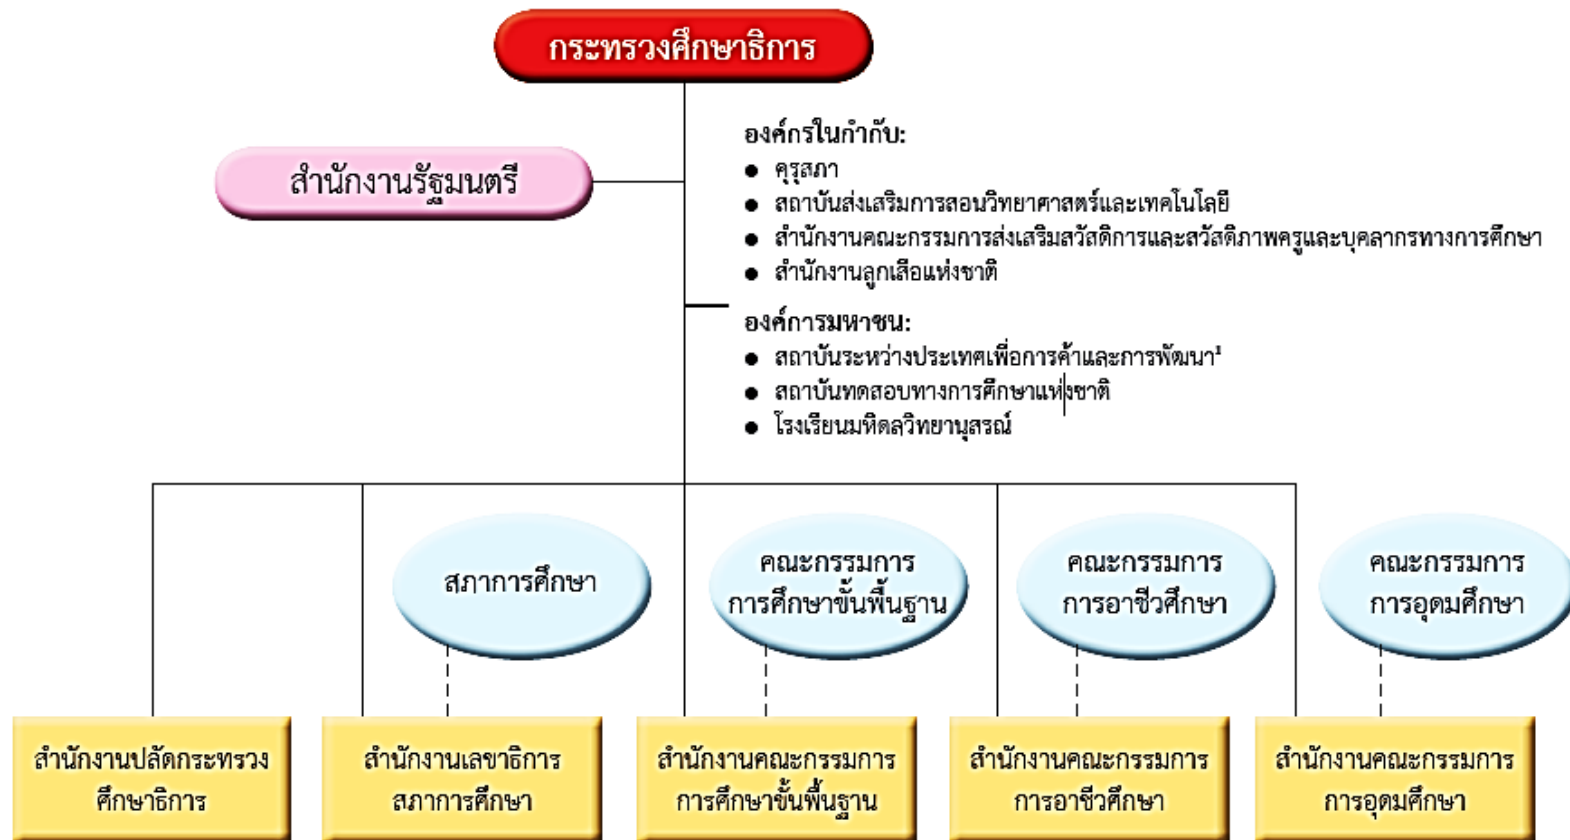 กระทรวงศึกษาธิการ
สำนักงานรัฐมนตรี
องค์กรในกำกับ:
● คุรุสภา
● สถาบันส่งเสริมการสอนวิทยาศาสตร์และเทคโนโลยี
● สำนักงานคณะกรรมการส่งเสริมสวัสดิการและสวัสดิภาพครูและบุคลากรทางการศึกษา
● สำนักงานลูกเสือแห่งชาติ
องค์การมหาชน:
● สถาบันระหว่างประเทศเพื่อการค้าและการพัฒนา¹
● สถาบันทดสอบทางการศึกษาแห่งชาติ
● โรงเรียนมหิดลวิทยานุสรณ์
สภาการศึกษา
คณะกรรมการ
การศึกษาขั้นพื้นฐาน
คณะกรรมการ
การอาชีวศึกษา
คณะกรรมการ
การอุดมศึกษา
สำนักงานปลัดกระทรวง
ศึกษาธิการ
สำนักงานเลขาธิการ
สภาการศึกษา
สำนักงานคณะกรรมการ
การศึกษาขั้นพื้นฐาน
สำนักงานคณะกรรมการ
การอาชีวศึกษา
สำนักงานคณะกรรมการ
การอุดมศึกษา